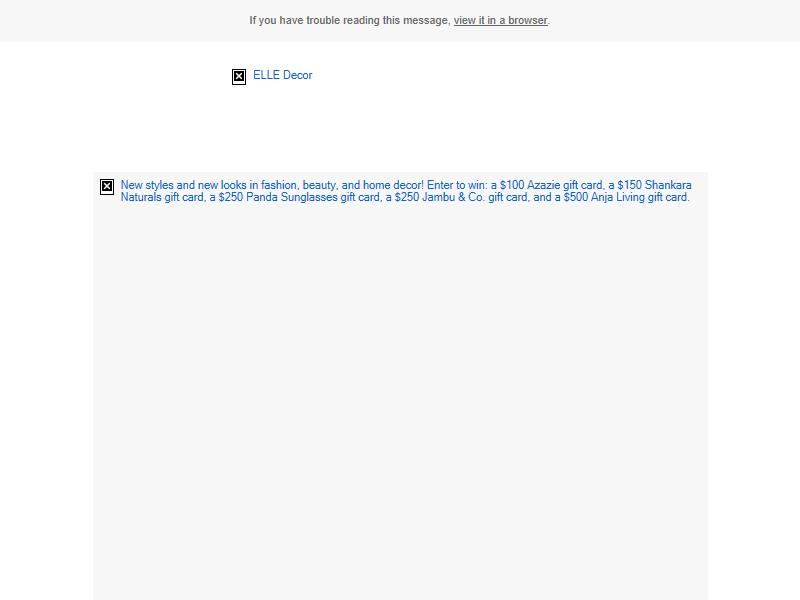 If you have trouble reading this message, view it in a browser.
ELLE Decor
New styles and new looks in fashion, beauty, and home decor! Enter to win: a $100 Azazie gift card, a $150 Shankara
Naturals gift card, a $250 Panda Sunglasses gift card, a $250 Jambu & Co. gift card, and a $500 Anja Living gift card.